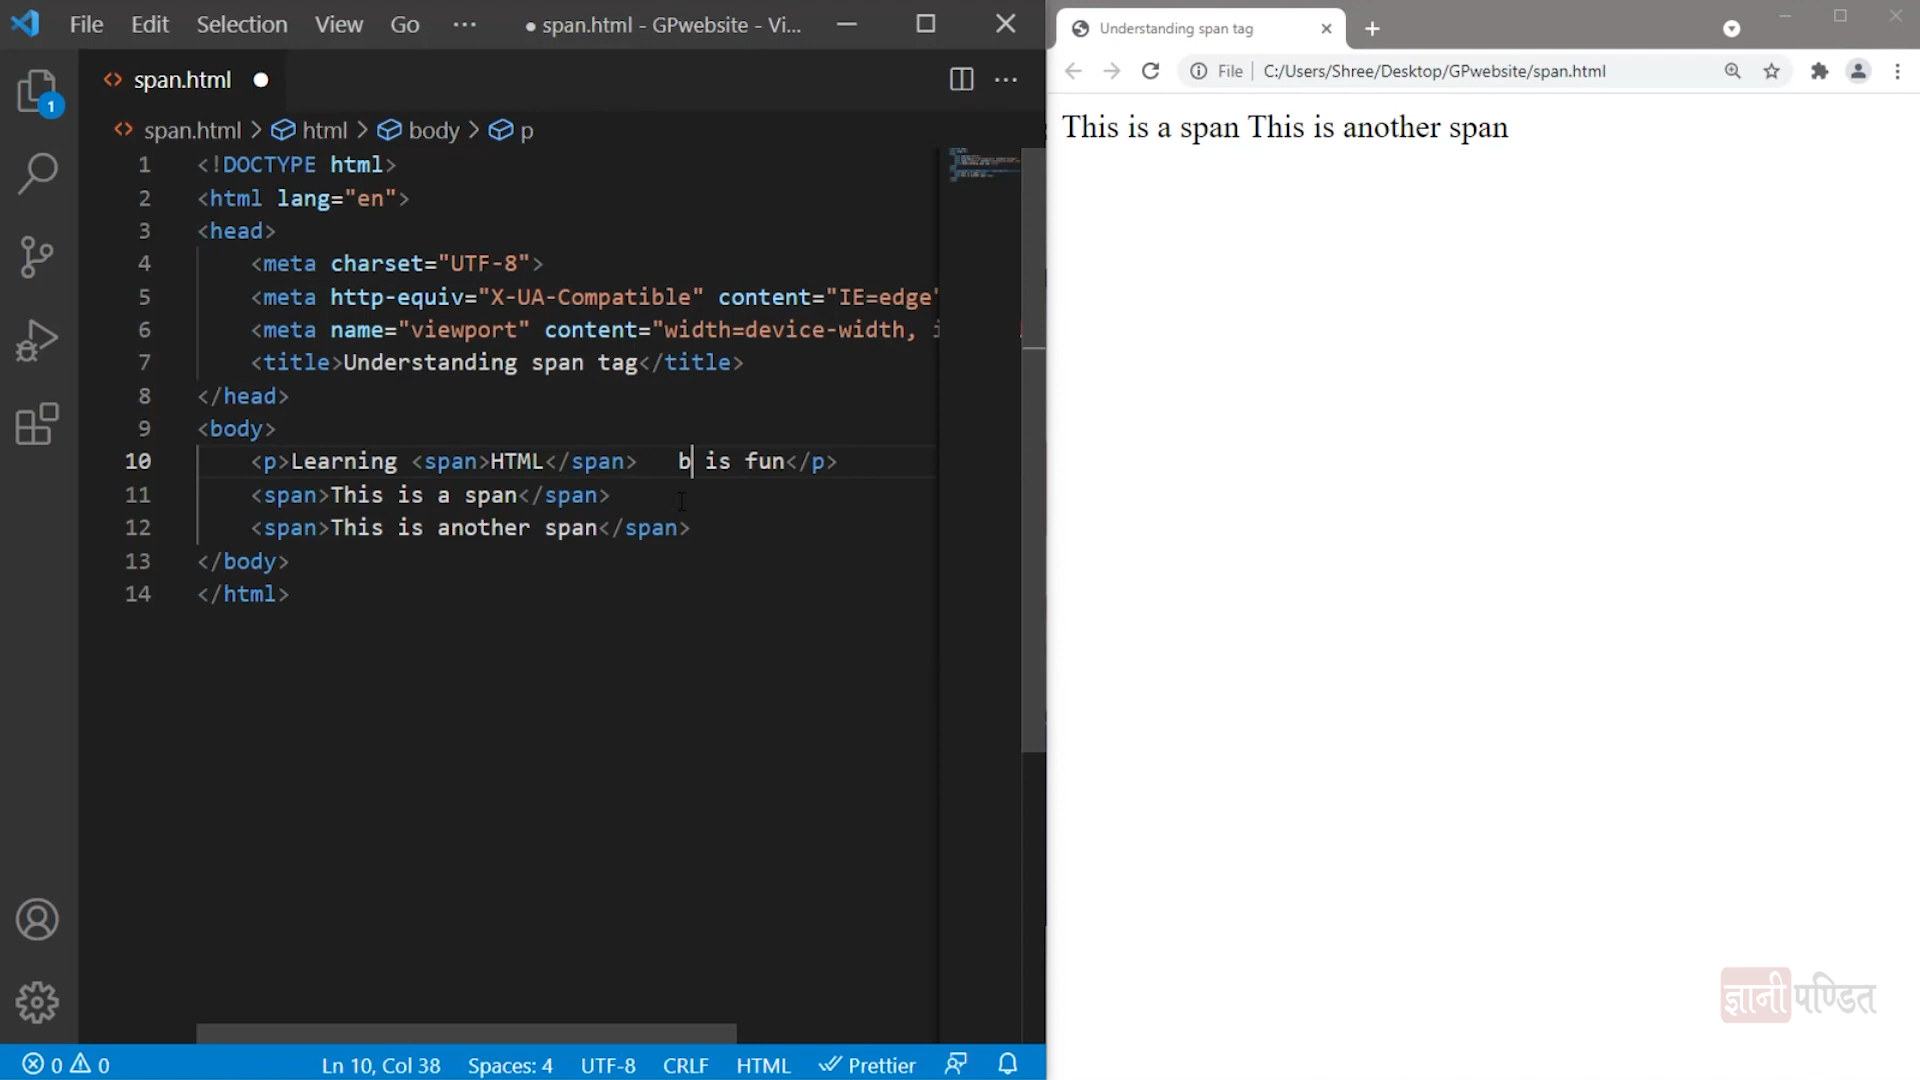 File Edit Selection View Go ··· ● span.html - GPwebsite - Vi...
span.html ●
span.html > html > body > p
1 <!DOCTYPE html>
2 <html lang="en">
3 <head>
4 <meta charset="UTF-8">
5 <meta http-equiv="X-UA-Compatible" content="IE=edge"
6 <meta name="viewport" content="width=device-width, i
7 <title>Understanding span tag</title>
8 </head>
9 <body>
10 <p>Learning <span>HTML</span>   b is fun</p>
11 <span>This is a span</span>
12 <span>This is another span</span>
13 </body>
14 </html>
1
0 0 Ln 10, Col 38 Spaces: 4 UTF-8 CRLF HTML Prettier
Understanding span tag
File C:/Users/Shree/Desktop/GPwebsite/span.html
This is a span This is another span
ज्ञानी पण्डित